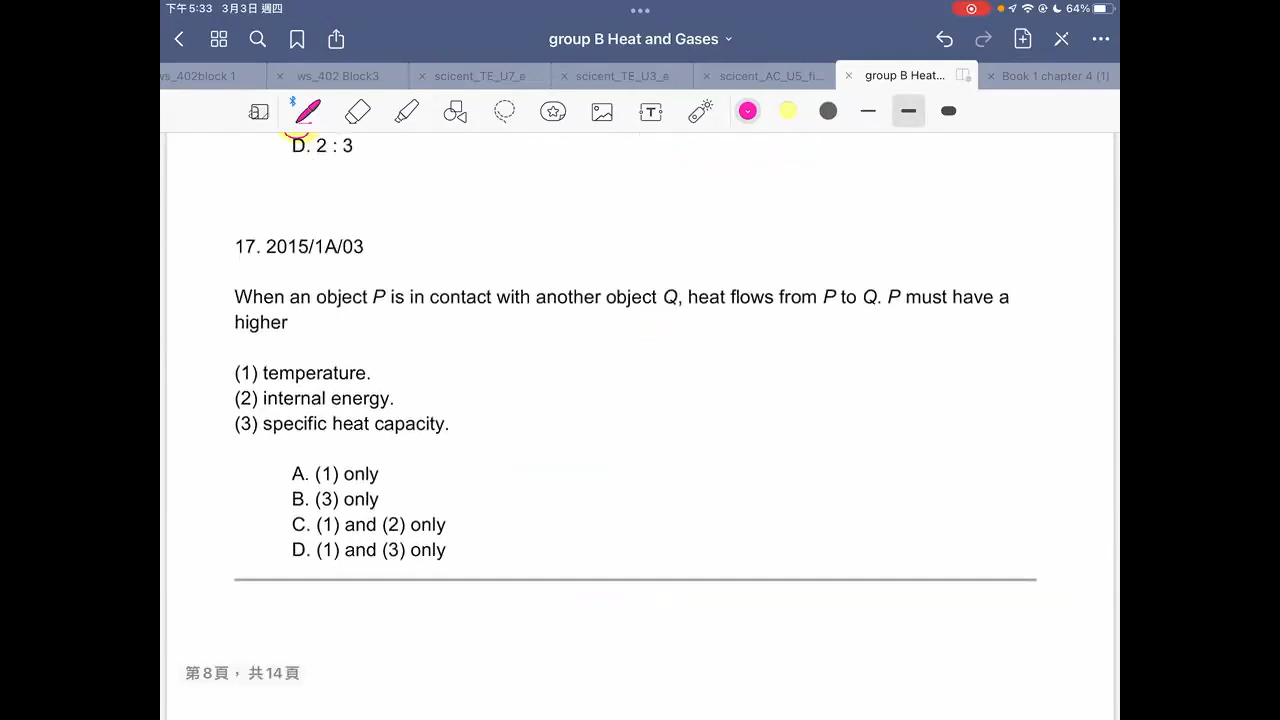 下午5:33 3月3日 週四
64%
group B Heat and Gases
ws_402block 1
ws_402 Block3
scicent_TE_U7_e
scicent_TE_U3_e
scicent_AC_U5_fi...
group B Heat...
Book 1 chapter 4 (1)
D. 2 : 3
17. 2015/1A/03
When an object P is in contact with another object Q, heat flows from P to Q. P must have a
higher
(1) temperature.
(2) internal energy.
(3) specific heat capacity.
A. (1) only
B. (3) only
C. (1) and (2) only
D. (1) and (3) only
第8頁，共14頁